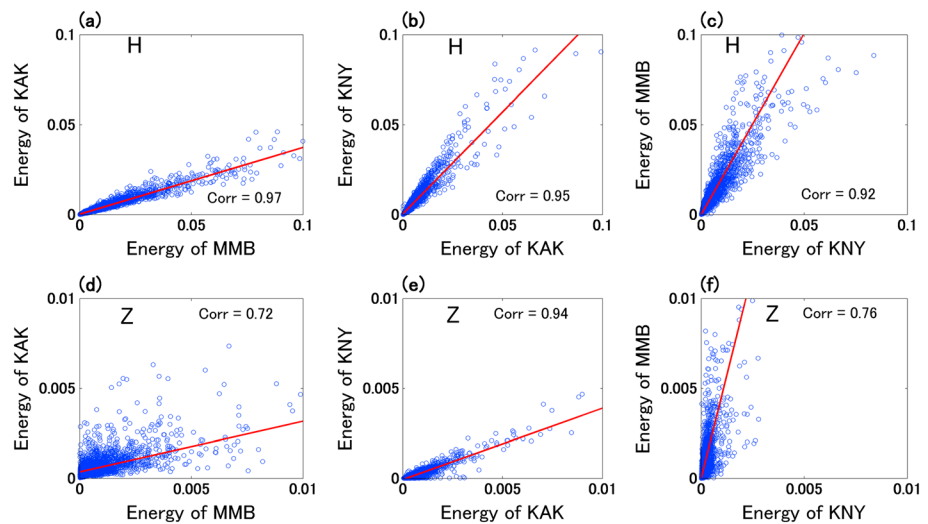 (a)
H
0.1
0.05
0
Energy of KAK
Corr = 0.97
0.05
0.1
Energy of MMB
(b)
H
0.1
0.05
0
Energy of KNY
Corr = 0.95
0
0.05
0.1
Energy of KAK
(c)
H
0.1
0.05
0
Energy of MMB
Corr = 0.92
0
0.05
0.1
Energy of KNY
(d)
Z
Corr = 0.72
0.01
0.005
0
Energy of KAK
0
0.005
0.01
Energy of MMB
(e)
Z
Corr = 0.94
0.01
0.005
0
Energy of KNY
0
0.005
0.01
Energy of KAK
(f)
Z
Corr = 0.76
0.01
0.005
0
Energy of MMB
0
0.005
0.01
Energy of KNY